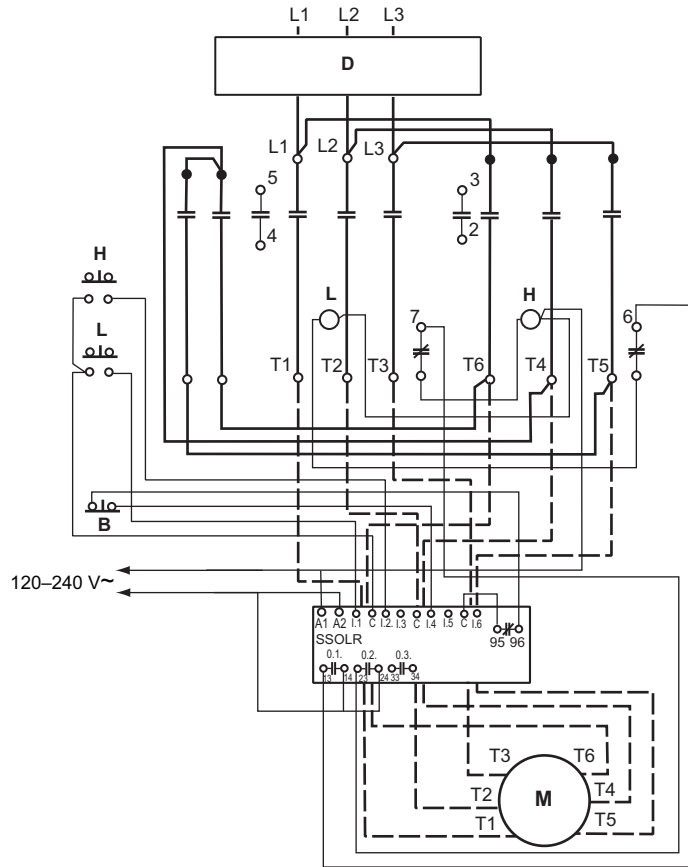 L1 L2 L3
D
L1 L2 L3
5 3
4 2
H
L H
7 6
L
T1 T2 T3 T6 T4 T5
B
120–240 V~
A1 A2 I.1 C I.2. I.3 C I.4 I.5 C I.6
SSOLR
95 96
0.1. 0.2. 0.3.
13 14 23 24 33 34
T3 T6
T2 M T4
T1 T5